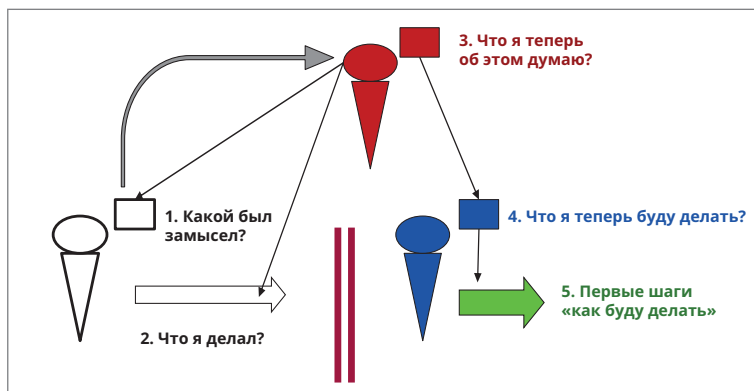 3. Что я теперь
об этом думаю?
1. Какой был
замысел?
4. Что я теперь буду делать?
2. Что я делал?
5. Первые шаги
«как буду делать»